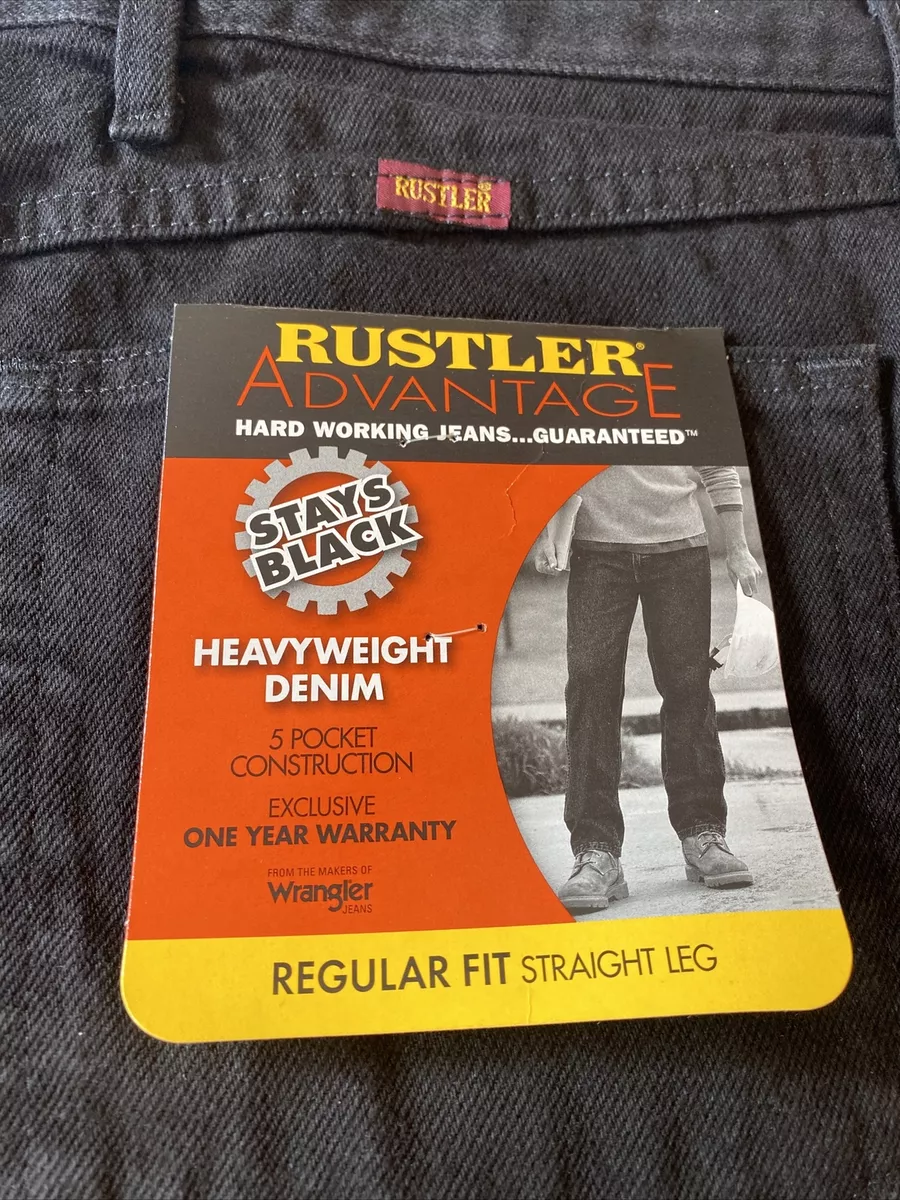 RUSTLER®
RUSTLER®
ADVANTAGE
HARD WORKING JEANS...GUARANTEED™
STAYS
BLACK
HEAVYWEIGHT
DENIM
5 POCKET
CONSTRUCTION
EXCLUSIVE
ONE YEAR WARRANTY
FROM THE MAKERS OF
Wrangler
JEANS
REGULAR FIT STRAIGHT LEG